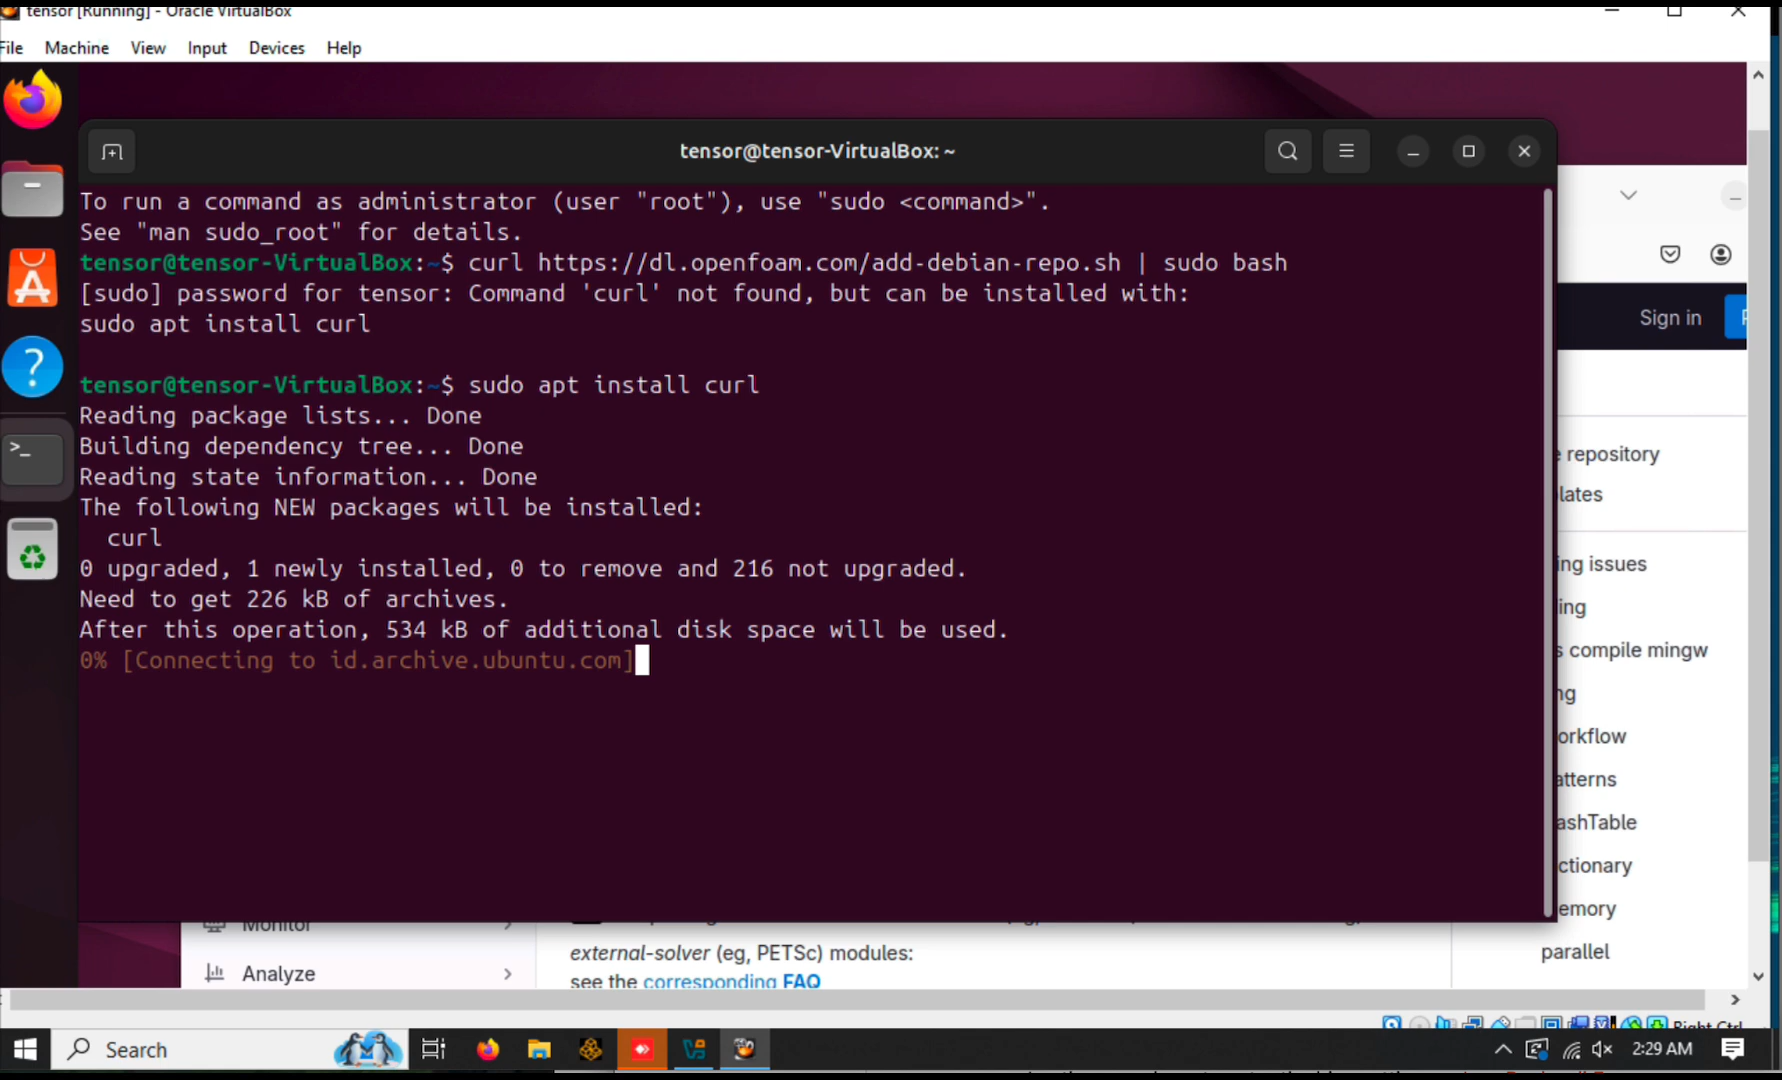 tensor [Running] - Oracle VirtualBox
File Machine View Input Devices Help
tensor@tensor-VirtualBox: ~
To run a command as administrator (user "root"), use "sudo <command>".
See "man sudo_root" for details.
tensor@tensor-VirtualBox:~$ curl https://dl.openfoam.com/add-debian-repo.sh | sudo bash
[sudo] password for tensor: Command 'curl' not found, but can be installed with:
sudo apt install curl
tensor@tensor-VirtualBox:~$ sudo apt install curl
Reading package lists... Done
Building dependency tree... Done
Reading state information... Done
The following NEW packages will be installed:
  curl
0 upgraded, 1 newly installed, 0 to remove and 216 not upgraded.
Need to get 226 kB of archives.
After this operation, 534 kB of additional disk space will be used.
0% [Connecting to id.archive.ubuntu.com]
Sign in
repository
lates
ing issues
ing
s compile mingw
ng
orkflow
atterns
ashTable
ctionary
emory
parallel
Monitor
Analyze
external-solver (eg, PETSc) modules:
see the corresponding FAQ
Right Ctrl
Search
2:29 AM